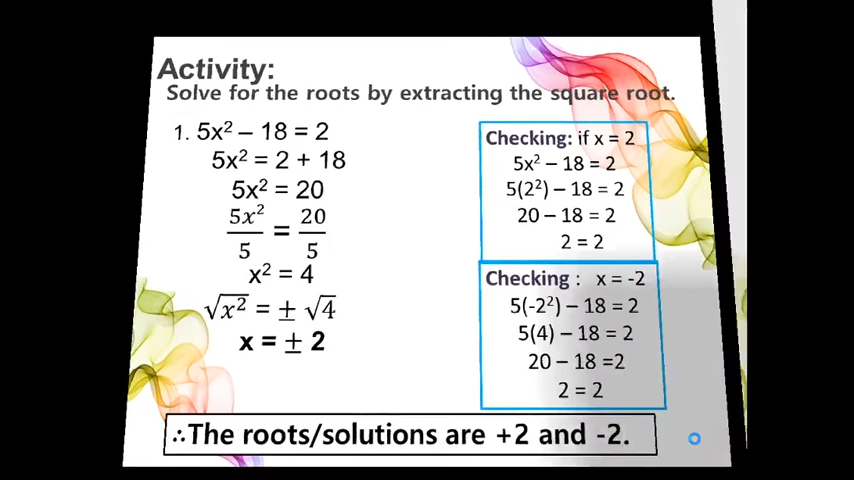 Activity:
Solve for the roots by extracting the square root.
1. 5x² – 18 = 2
5x² = 2 + 18
5x² = 20
5x²/5 = 20/5
x² = 4
√x² = ± √4
x = ± 2
Checking: if x = 2
5x² – 18 = 2
5(2²) – 18 = 2
20 – 18 = 2
2 = 2
Checking : x = -2
5(-2²) – 18 = 2
5(4) – 18 = 2
20 – 18 =2
2 = 2
∴The roots/solutions are +2 and -2.